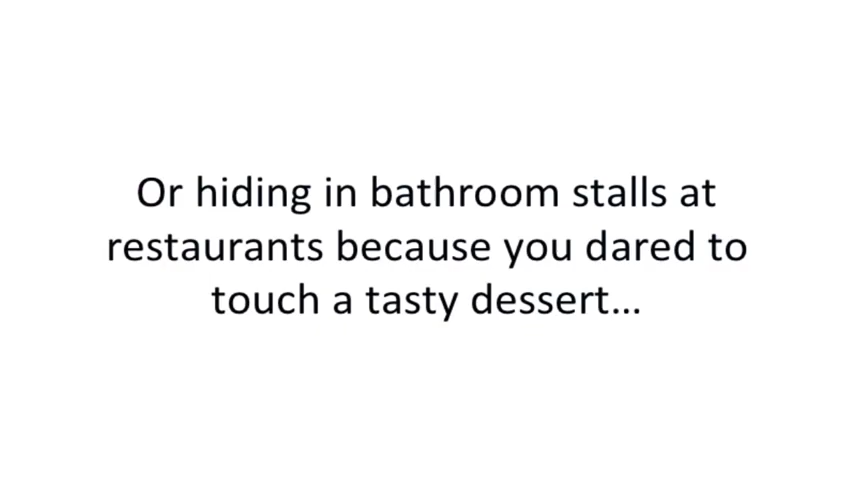 Or hiding in bathroom stalls at
restaurants because you dared to
touch a tasty dessert...